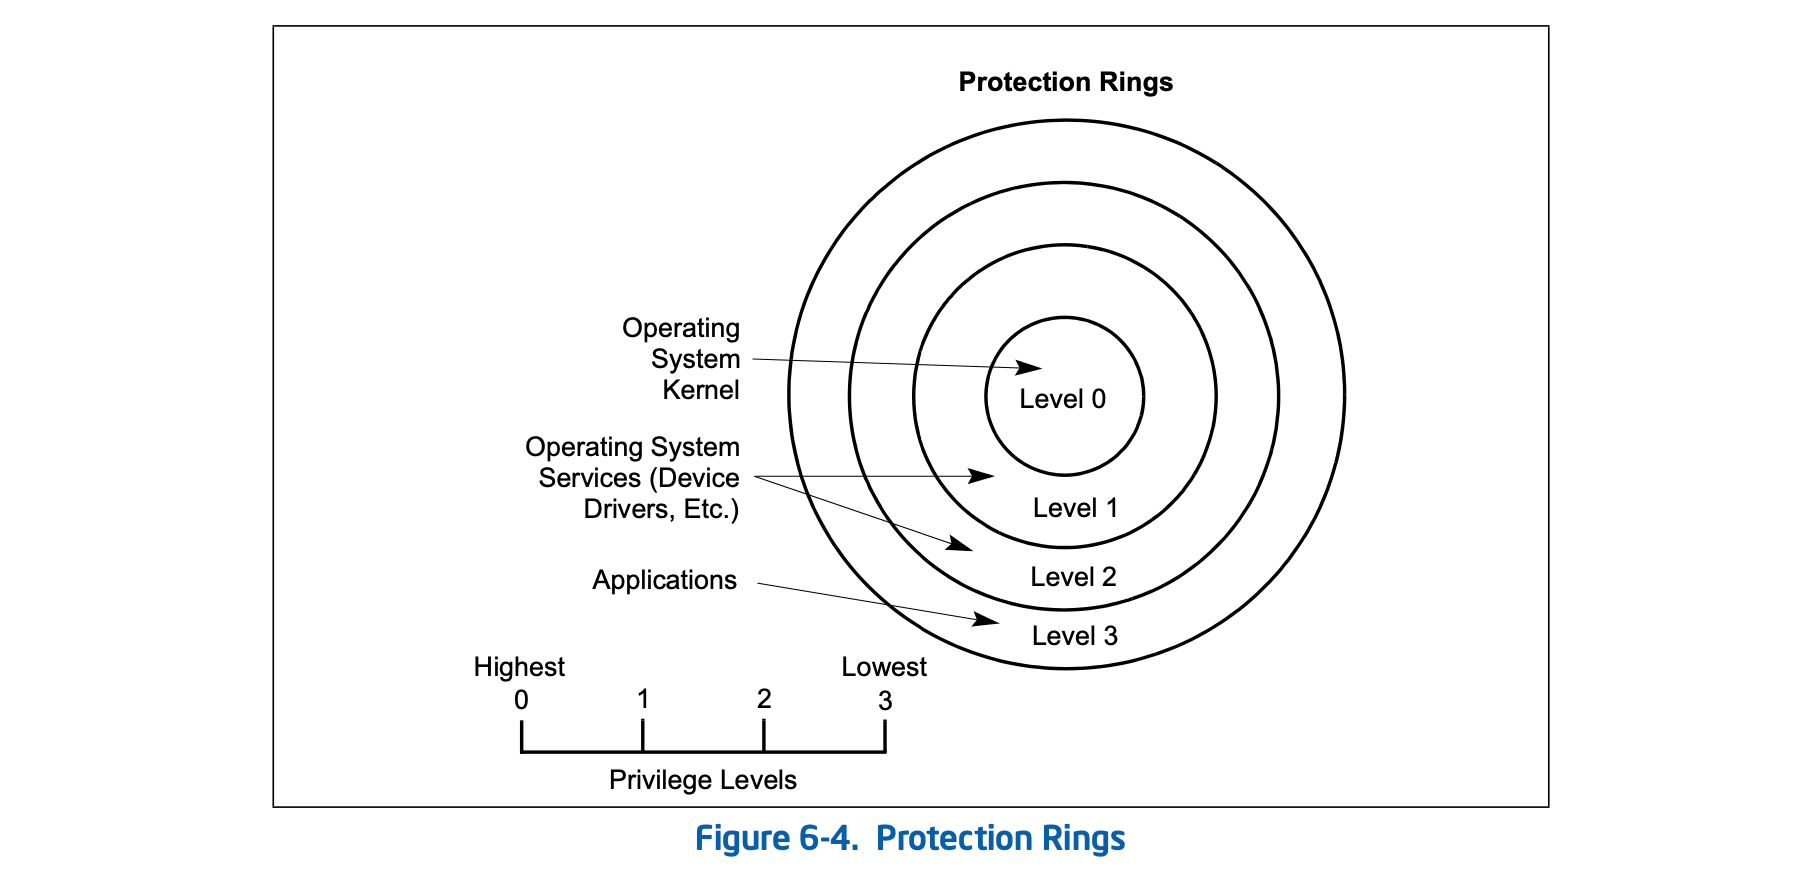 Protection Rings
Operating
System
Kernel
Level 0
Operating System
Services (Device
Drivers, Etc.)
Level 1
Level 2
Applications
Level 3
Highest
Lowest
0
1
2
3
Privilege Levels
Figure 6-4. Protection Rings